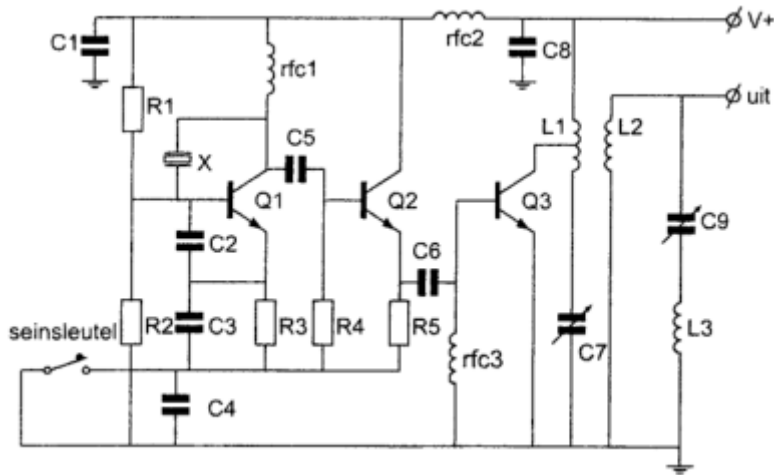 C1
rfc2
V+
C8
rfc1
R1
uit
C5
L1
L2
X
Q1
Q2
Q3
C9
C2
C6
seinsleutel
R2
C3
R3
R4
R5
rfc3
C7
L3
C4